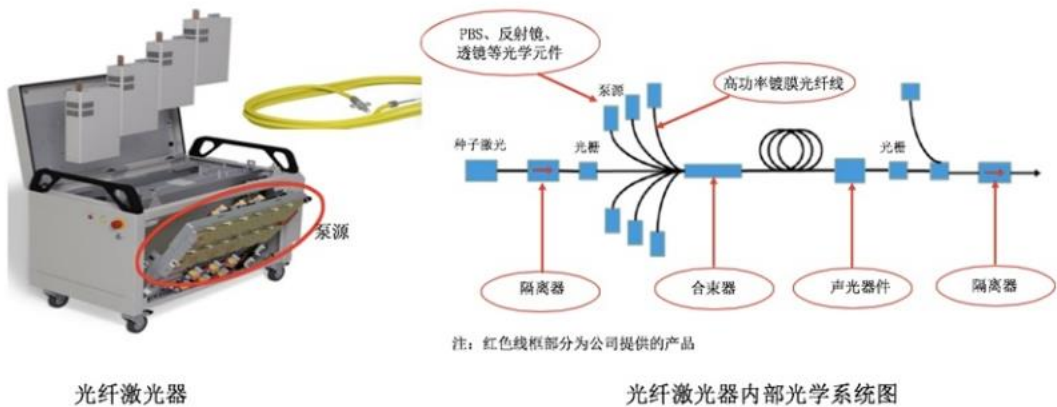 PBS、反射镜、
透镜等光学元件
泵源
高功率镀膜光纤线
种子激光
光栅
光栅
泵源
隔离器
合束器
声光器件
隔离器
注：红色线框部分为公司提供的产品
光纤激光器
光纤激光器内部光学系统图